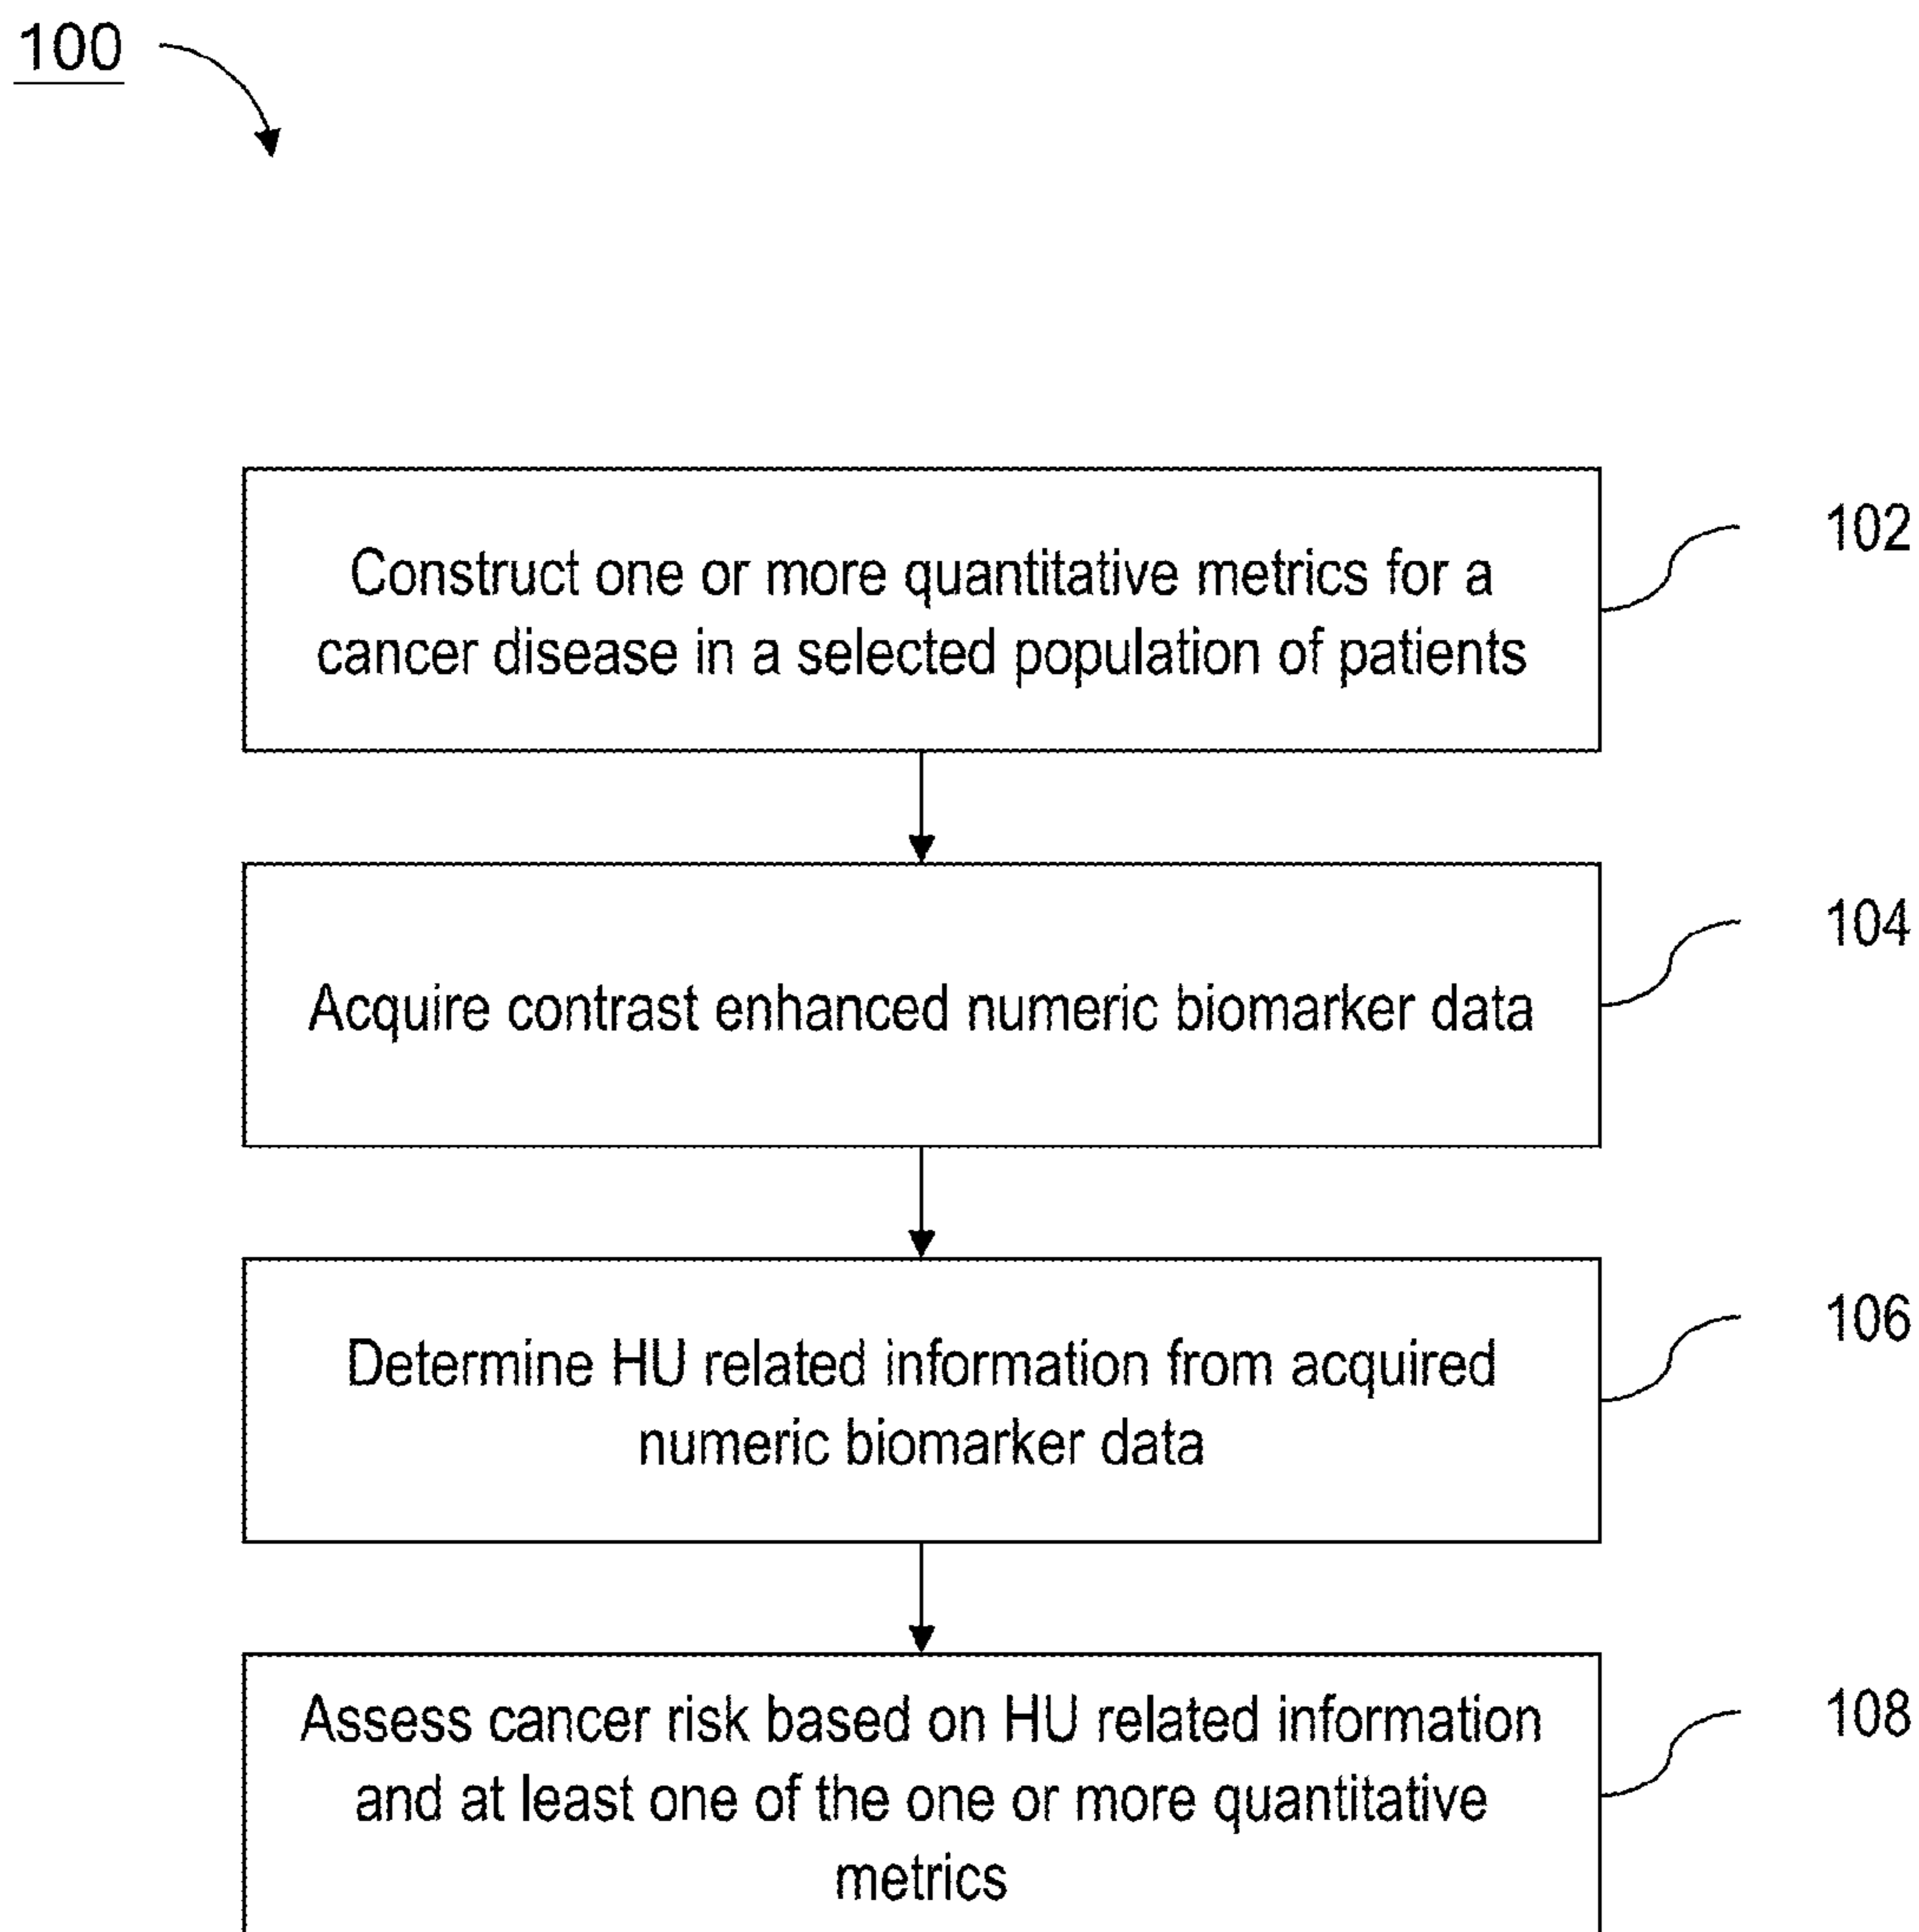 100
Construct one or more quantitative metrics for a
cancer disease in a selected population of patients
102
Acquire contrast enhanced numeric biomarker data
104
Determine HU related information from acquired
numeric biomarker data
106
Assess cancer risk based on HU related information
and at least one of the one or more quantitative
metrics
108